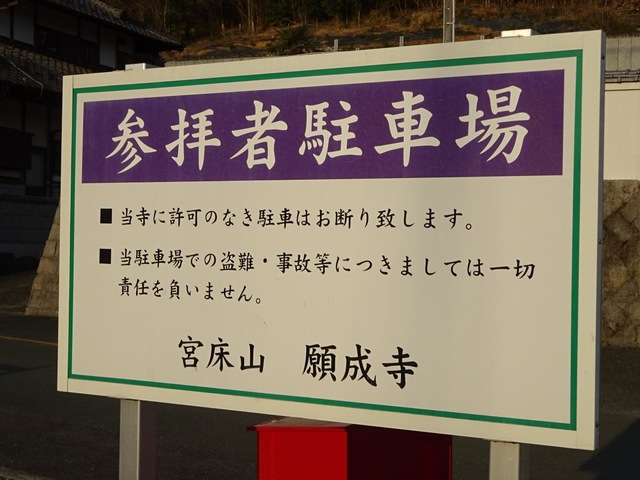 参拝者駐車場
■ 当寺に許可のなき駐車はお断り致します。
■ 当駐車場での盗難・事故等につきましては一切
責任を負いません。
宮床山 願成寺